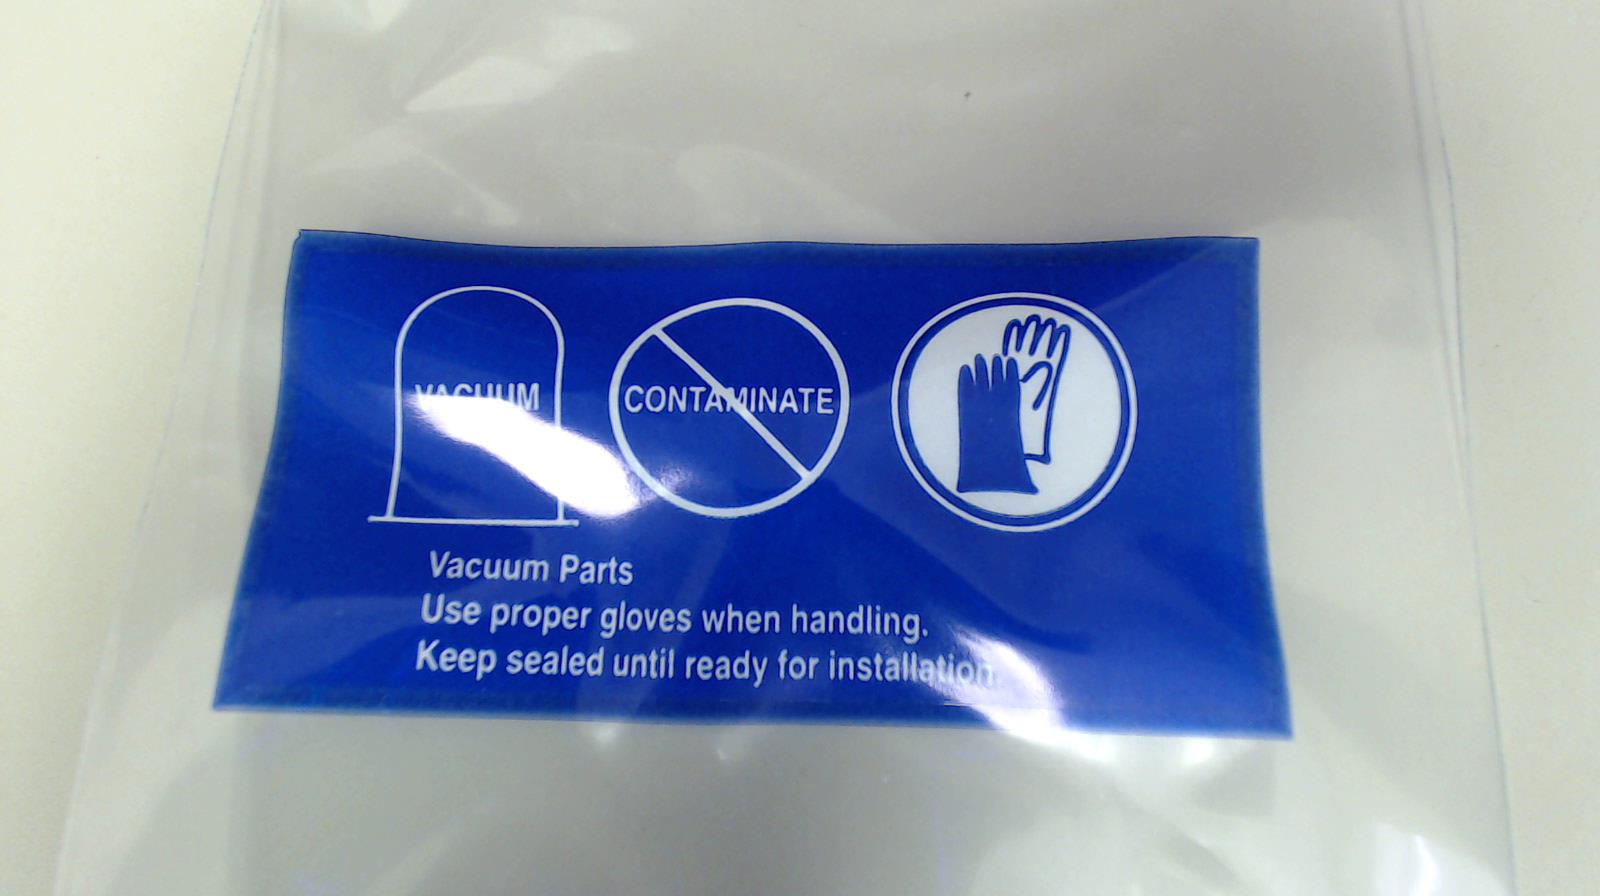 VACUUM
CONTAMINATE
Vacuum Parts
Use proper gloves when handling.
Keep sealed until ready for installation.